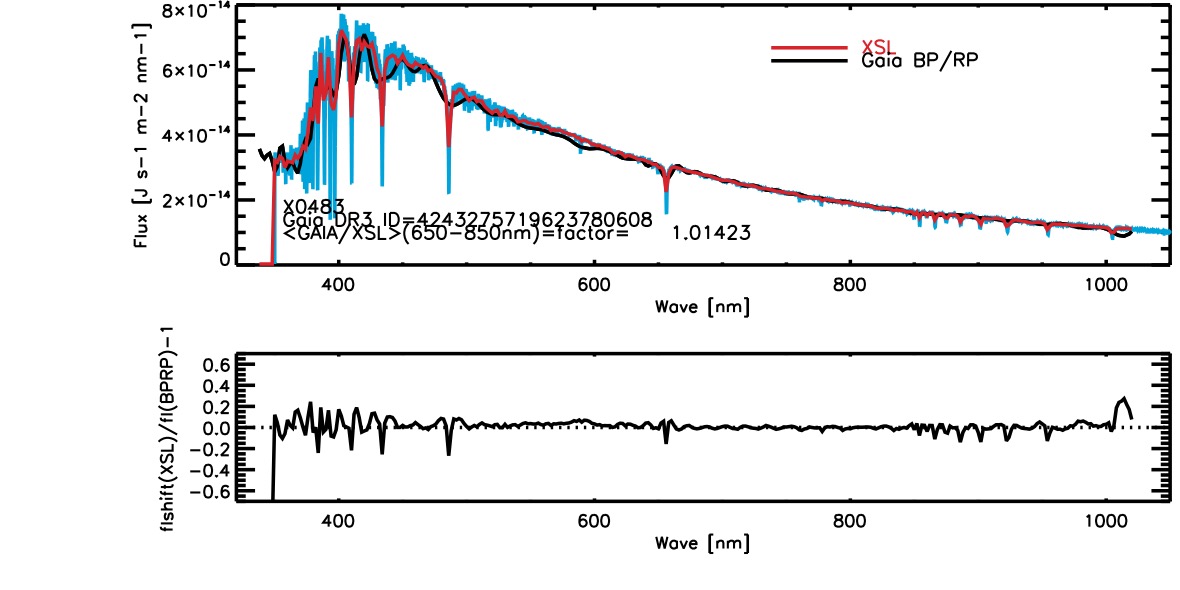 8×10−14
6×10−14
4×10−14
2×10−14
0
Flux [J s−1 m−2 nm−1]
XSL
Gaia BP/RP
X0483
Gaia DR3 ID=4243275719623780608
<GAIA/XSL>(650−850nm)=factor= 1.01423
400 600 800 1000
Wave [nm]
flshift(XSL)/fl(BPRP)−1
0.6
0.4
0.2
0.0
−0.2
−0.4
−0.6
400 600 800 1000
Wave [nm]